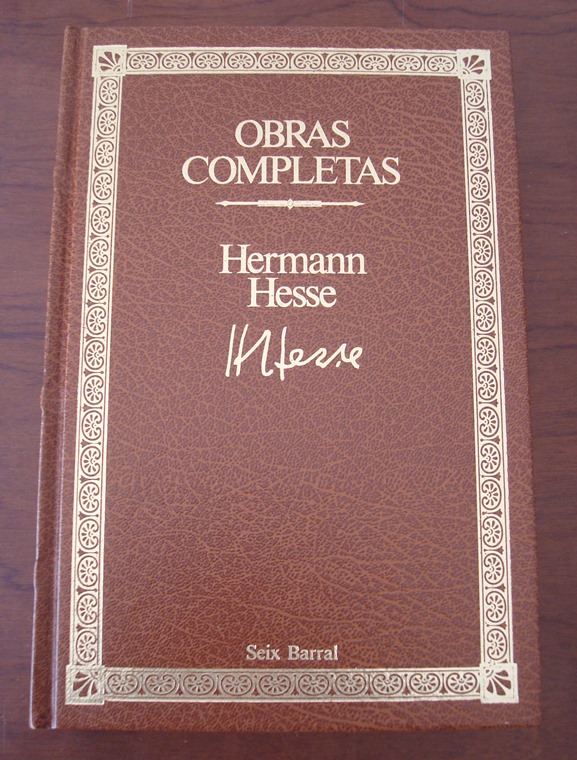 OBRAS
COMPLETAS
Hermann
Hesse
HHesse
Seix Barral